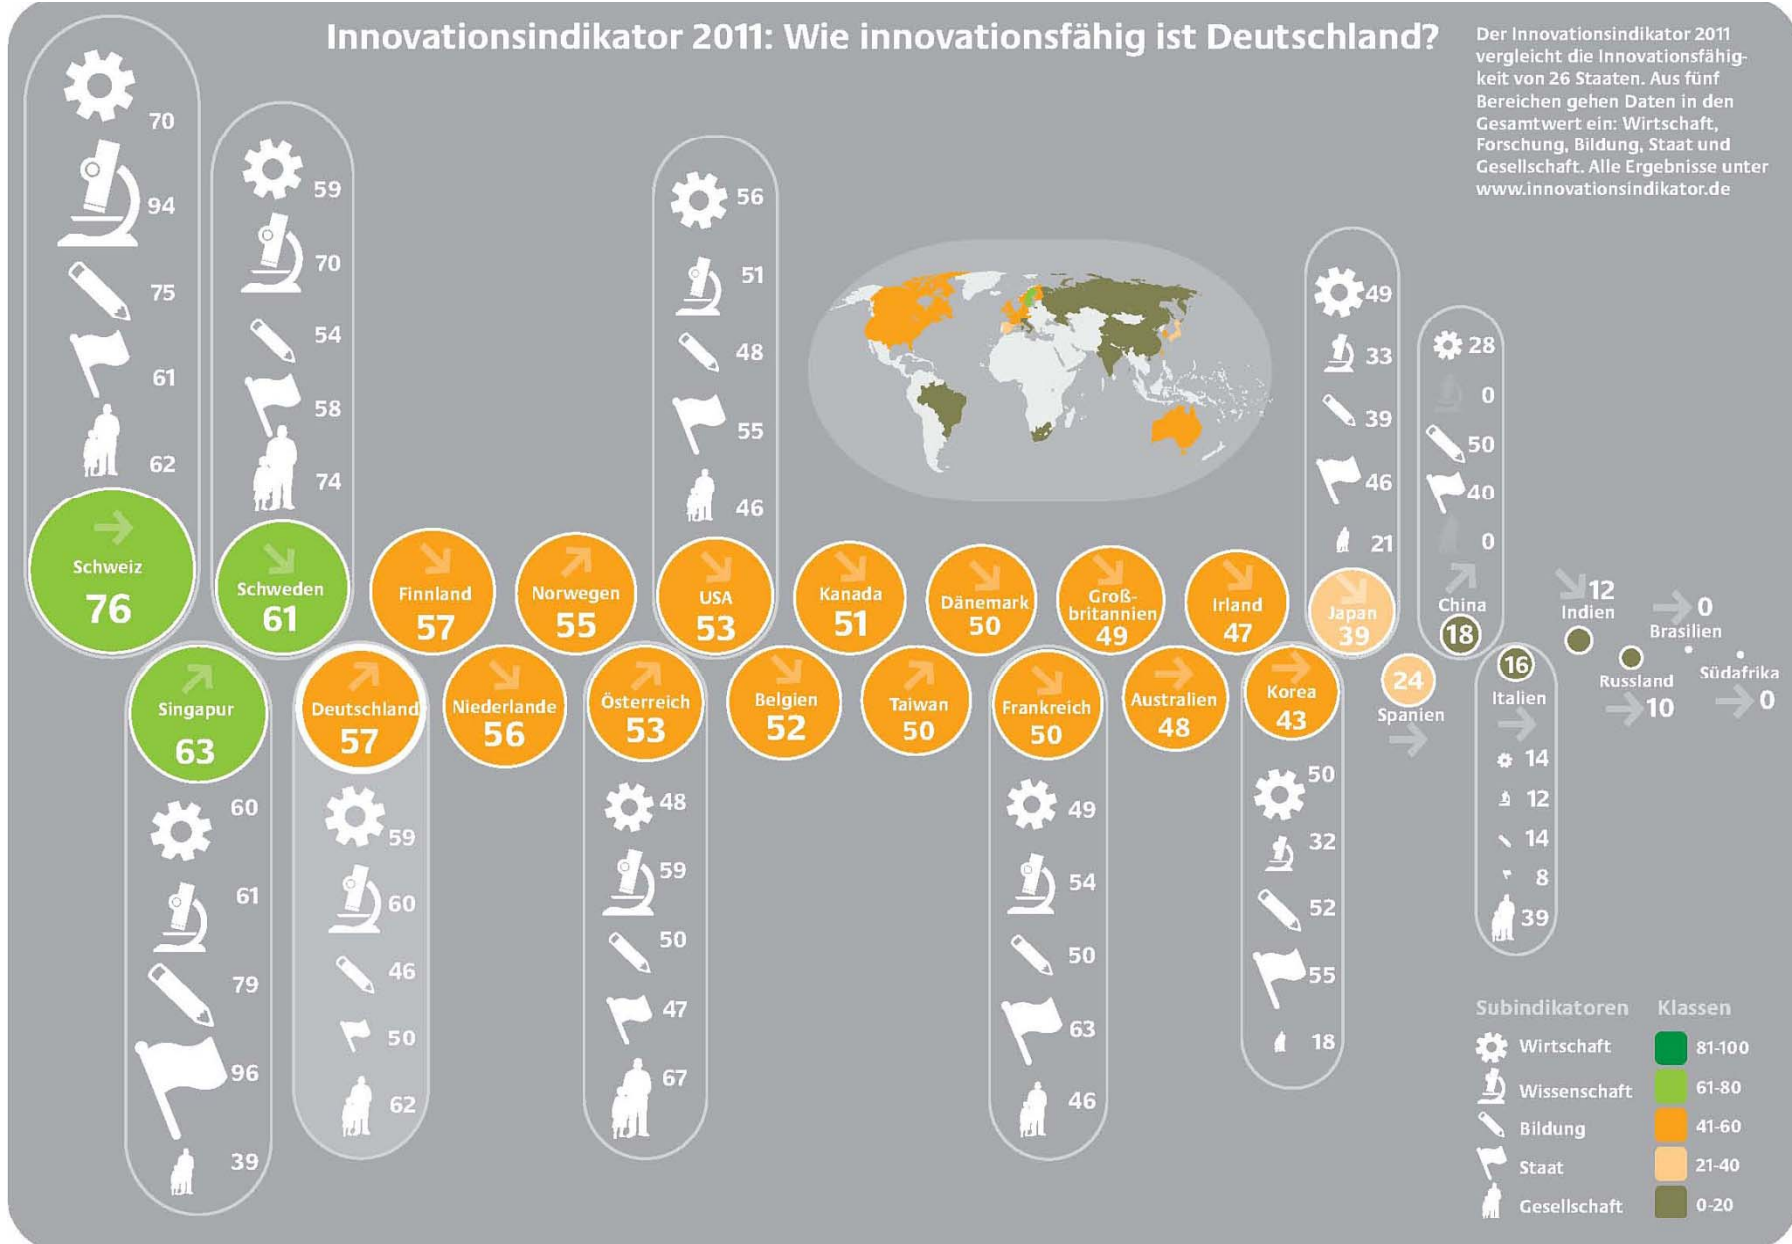 Innovationsindikator 2011: Wie innovationsfähig ist Deutschland?
Der Innovationsindikator 2011
vergleicht die Innovationsfähig-
keit von 26 Staaten. Aus fünf
Bereichen gehen Daten in den
Gesamtwert ein: Wirtschaft,
Forschung, Bildung, Staat und
Gesellschaft. Alle Ergebnisse unter
www.innovationsindikator.de
70
94
75
61
62
Schweiz
76
Singapur
63
60
61
79
96
39
59
70
54
58
74
Schweden
61
Deutschland
57
59
60
46
50
62
Finnland
57
Niederlande
56
Norwegen
55
Österreich
53
48
59
50
47
67
56
51
48
55
46
USA
53
Belgien
52
Kanada
51
Taiwan
50
Dänemark
50
Frankreich
50
49
54
50
63
46
Groß-
britannien
49
Australien
48
Irland
47
Korea
43
50
32
52
55
18
49
33
39
46
21
Japan
39
24
Spanien
28
0
50
40
0
China
18
16
Italien
14
12
14
8
39
12
Indien
Russland
10
0
Brasilien
Südafrika
0
Subindikatoren
Wirtschaft
Wissenschaft
Bildung
Staat
Gesellschaft
Klassen
81-100
61-80
41-60
21-40
0-20